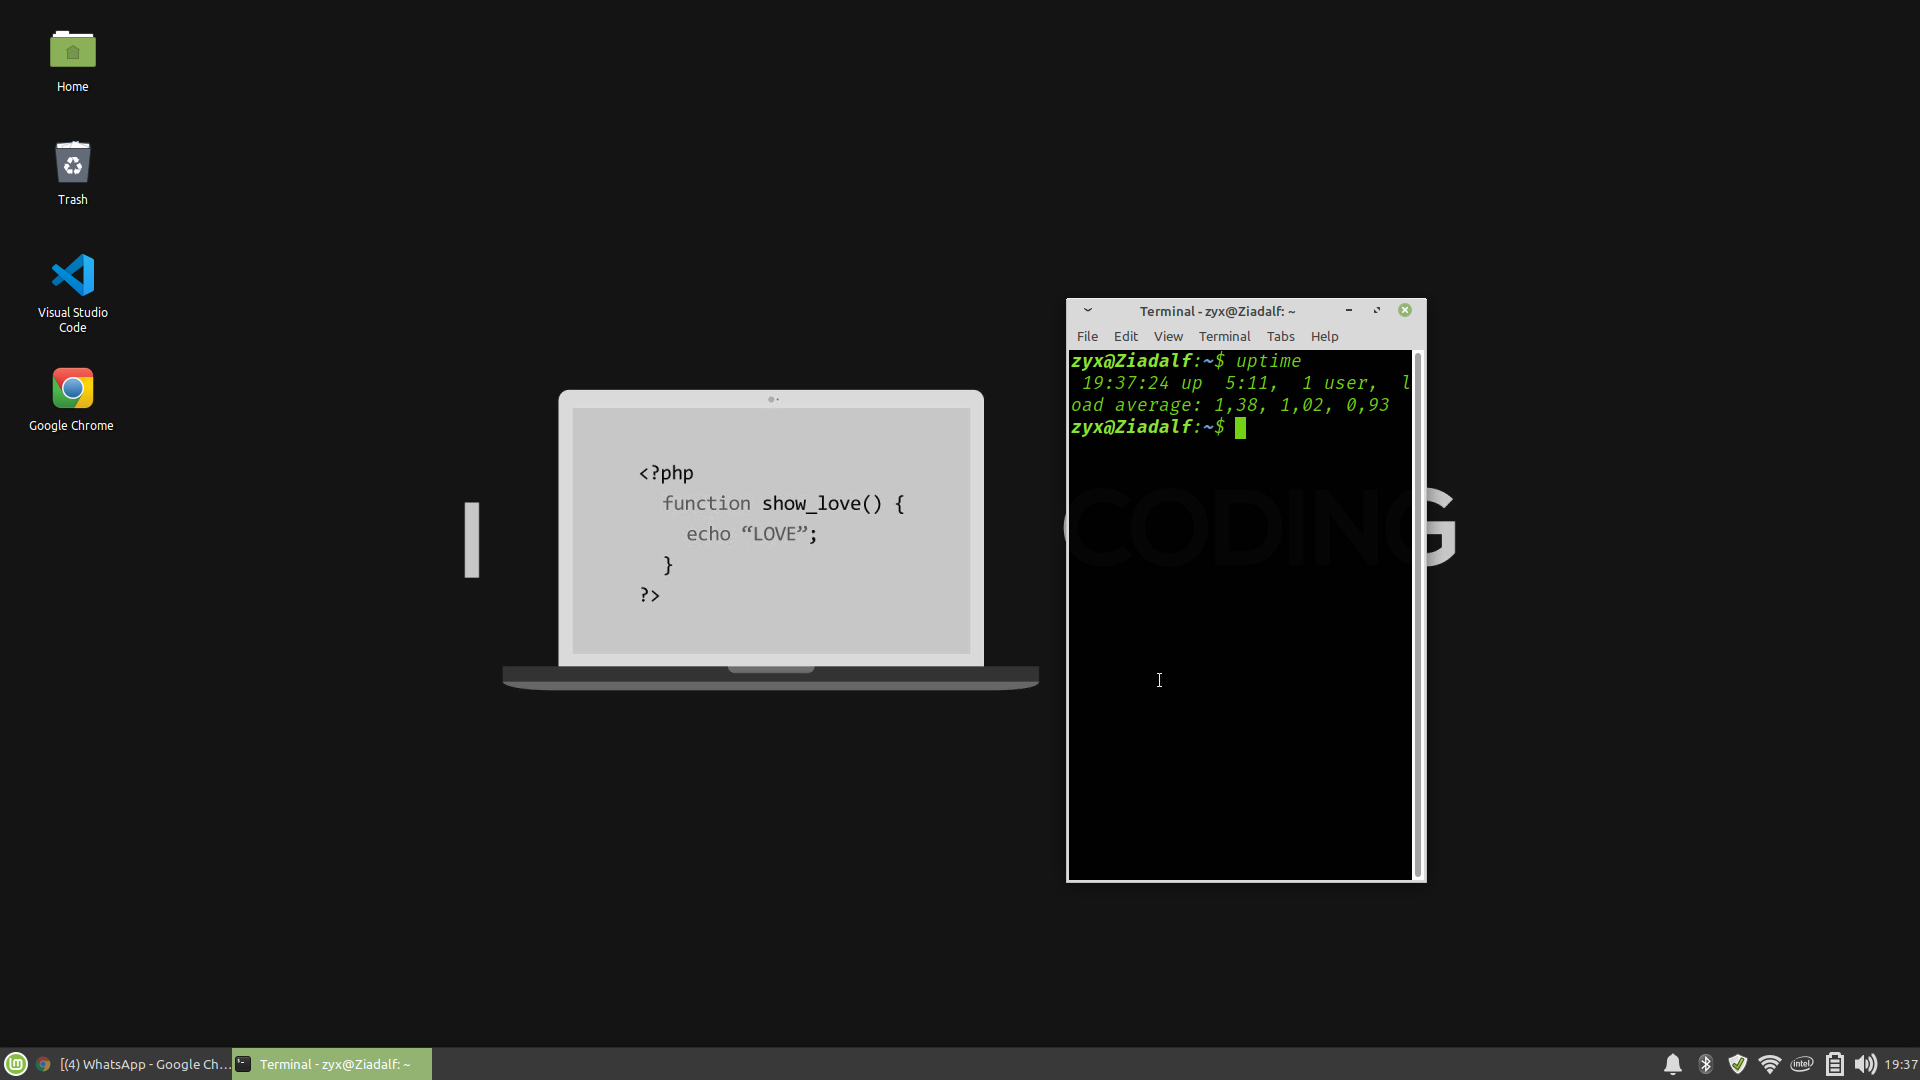 Home
Trash
Visual Studio
Code
Google Chrome
I
<?php
function show_love() {
echo “LOVE”;
}
?>
CODING
Terminal - zyx@Ziadalf: ~
File Edit View Terminal Tabs Help
zyx@Ziadalf:~$ uptime
19:37:24 up  5:11,  1 user,  l
oad average: 1,38, 1,02, 0,93
zyx@Ziadalf:~$
[(4) WhatsApp - Google Ch...
Terminal - zyx@Ziadalf: ~
intel
19:37